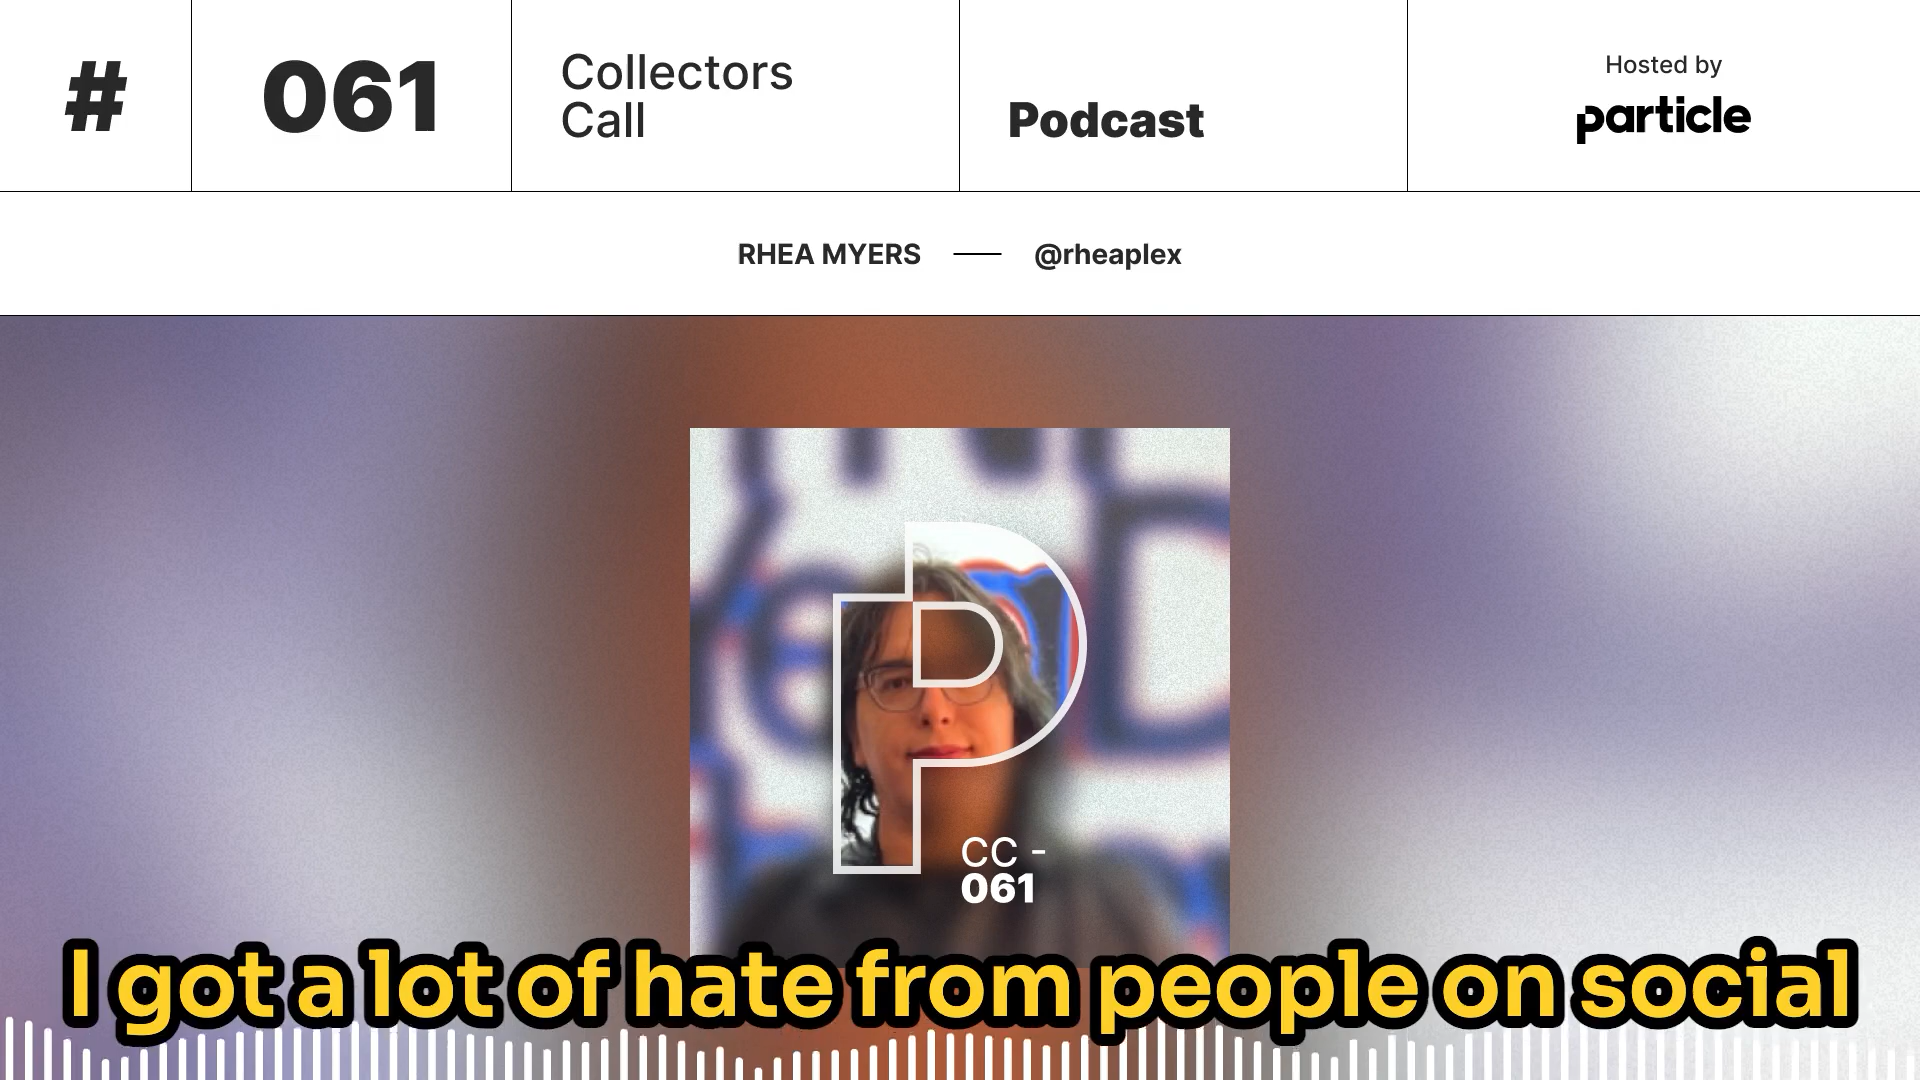 #
061
Collectors
Call
Podcast
Hosted by
particle
RHEA MYERS — @rheaplex
P
CC -
061
I got a lot of hate from people on social